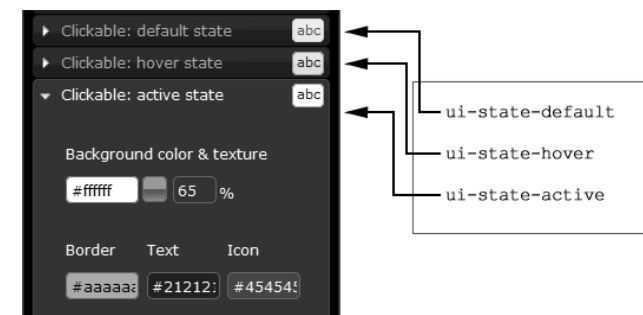 Clickable: default state abc
Clickable: hover state abc
Clickable: active state abc
ui-state-default
ui-state-hover
ui-state-active
Background color & texture
#ffffff 65 %
Border Text Icon
#aaaaaa #21212: #45454!